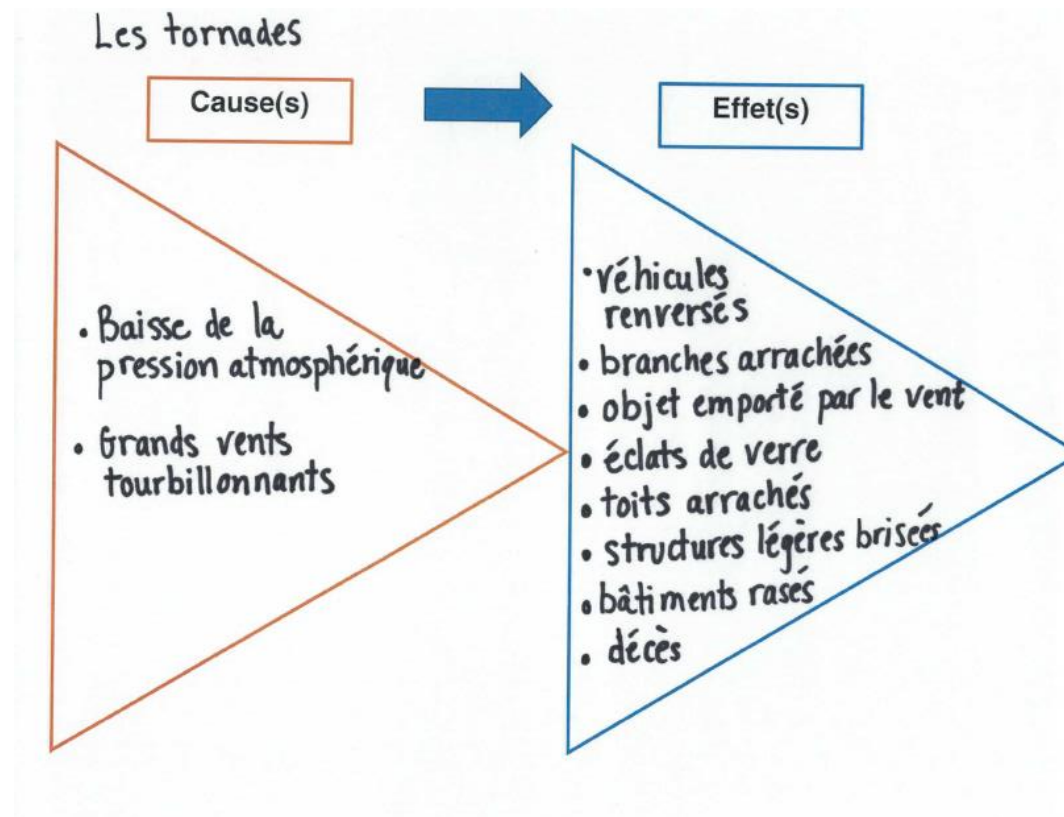 Les tornades
Cause(s)
Effet(s)
• Baisse de la
pression atmosphérique
• Grands vents
tourbillonnants
• véhicules
renversés
• branches arrachées
• objet emporté par le vent
• éclats de verre
• toits arrachés
• structures légères brisées
• bâtiments rasés
• décès